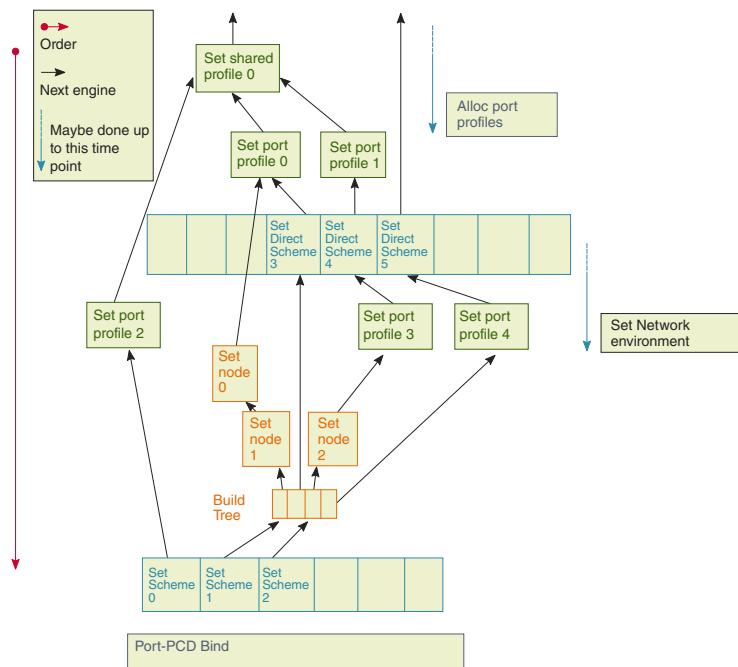 Order
Next engine
Maybe done up
to this time
point
Set shared
profile 0
Alloc port
profiles
Set port
profile 0
Set port
profile 1
Set
Direct
Scheme
3
Set
Direct
Scheme
4
Set
Direct
Scheme
5
Set port
profile 2
Set port
profile 3
Set port
profile 4
Set Network
environment
Set
node
0
Set
node
1
Set
node
2
Build
Tree
Set
Scheme
0
Set
Scheme
1
Set
Scheme
2
Port-PCD Bind